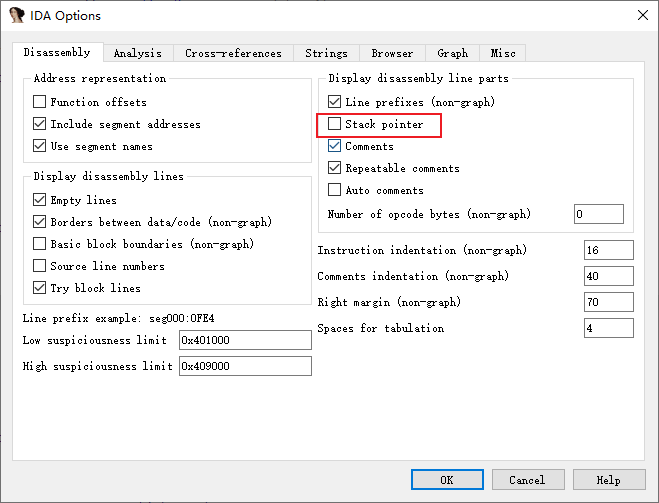 IDA Options
Disassembly
Analysis
Cross-references
Strings
Browser
Graph
Misc
Address representation
Function offsets
Include segment addresses
Use segment names
Display disassembly lines
Empty lines
Borders between data/code (non-graph)
Basic block boundaries (non-graph)
Source line numbers
Try block lines
Line prefix example: seg000:0FE4
Low suspiciousness limit 0x401000
High suspiciousness limit 0x409000
Display disassembly line parts
Line prefixes (non-graph)
Stack pointer
Comments
Repeatable comments
Auto comments
Number of opcode bytes (non-graph) 0
Instruction indentation (non-graph) 16
Comments indentation (non-graph) 40
Right margin (non-graph) 70
Spaces for tabulation 4
OK
Cancel
Help